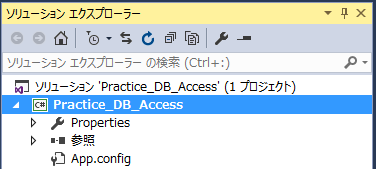 ソリューション エクスプローラー
ソリューション エクスプローラー の検索 (Ctrl+:)
ソリューション 'Practice_DB_Access' (1 プロジェクト)
C# Practice_DB_Access
Properties
参照
App.config